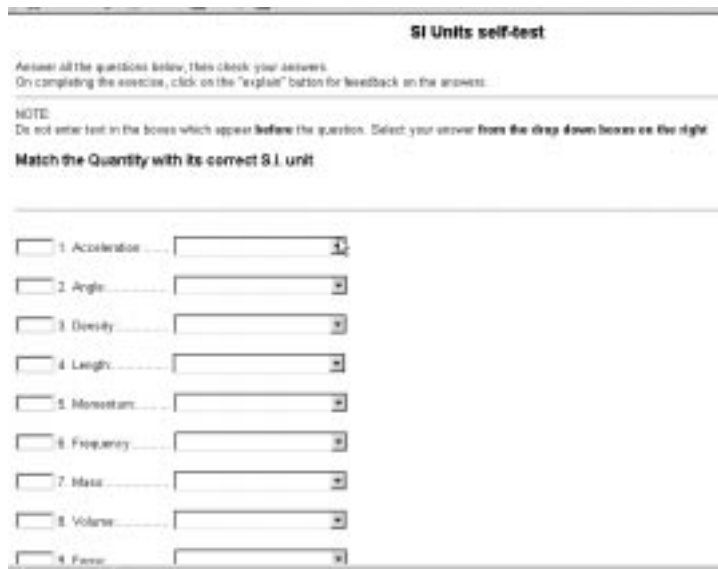 SI Units self-test
Answer all the questions below, then check your answers.
On completing the exercise, click on the "explain" button for feedback on the answers.
NOTE:
Do not enter text in the boxes which appear before the question. Select your answer from the drop down boxes on the right
Match the Quantity with its correct S.I. unit
1. Acceleration ......
2. Angle ............
3. Density ............
4. Length ............
5. Momentum ........
6. Frequency ........
7. Mass ............
8. Volume ............
9. Force